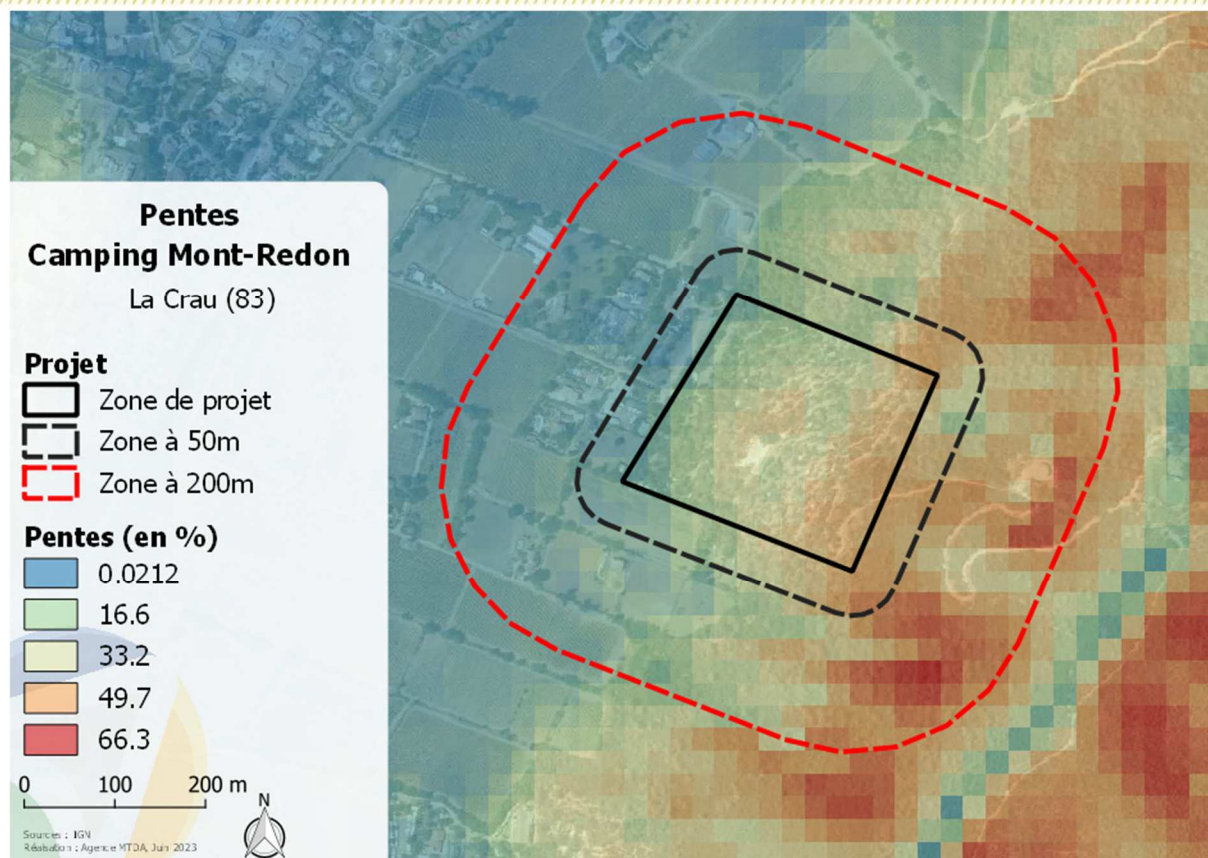 Pentes
Camping Mont-Redon
La Crau (83)
Projet
Zone de projet
Zone à 50m
Zone à 200m
Pentes (en %)
0.0212
16.6
33.2
49.7
66.3
0 100 200 m
N
Sources : IGN
Réalisation : Agence MTDA, Juin 2023